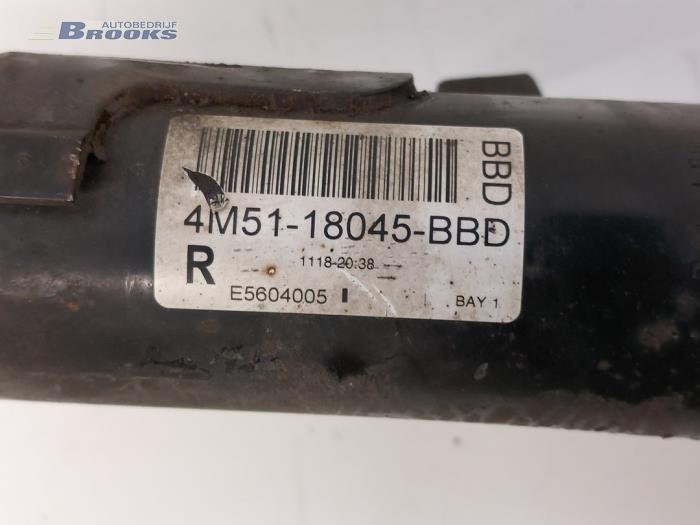 AUTOBEDRIJF
BROOKS
BBD
4M51-18045-BBD
R
1118-20:38
E5604005
BAY 1